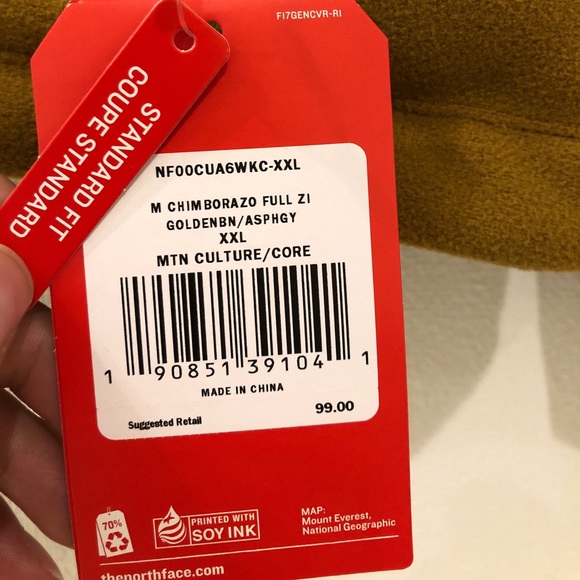 FI7GENCVR-RI
STANDARD FIT
COUPE STANDARD
NF00CUA6WKC-XXL
M CHIMBORAZO FULL ZI
GOLDENBN/ASPHGY
XXL
MTN CULTURE/CORE
1 90851 39104 1
MADE IN CHINA
Suggested Retail 99.00
70%
PRINTED WITH
SOY INK
MAP:
Mount Everest,
National Geographic
thenorthface.com